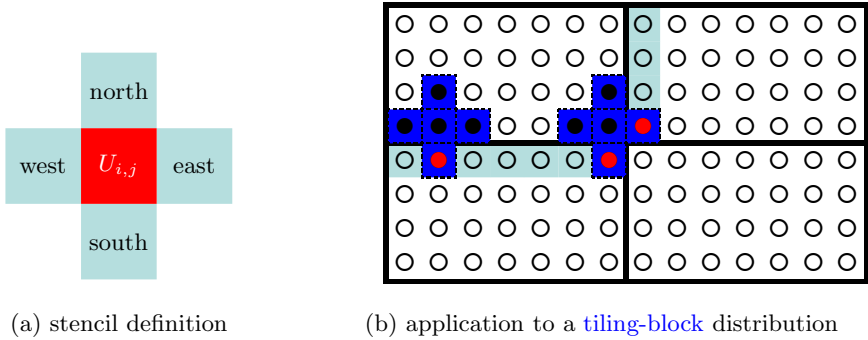 north
west U_{i,j} east
south
(a) stencil definition
(b) application to a tiling-block distribution